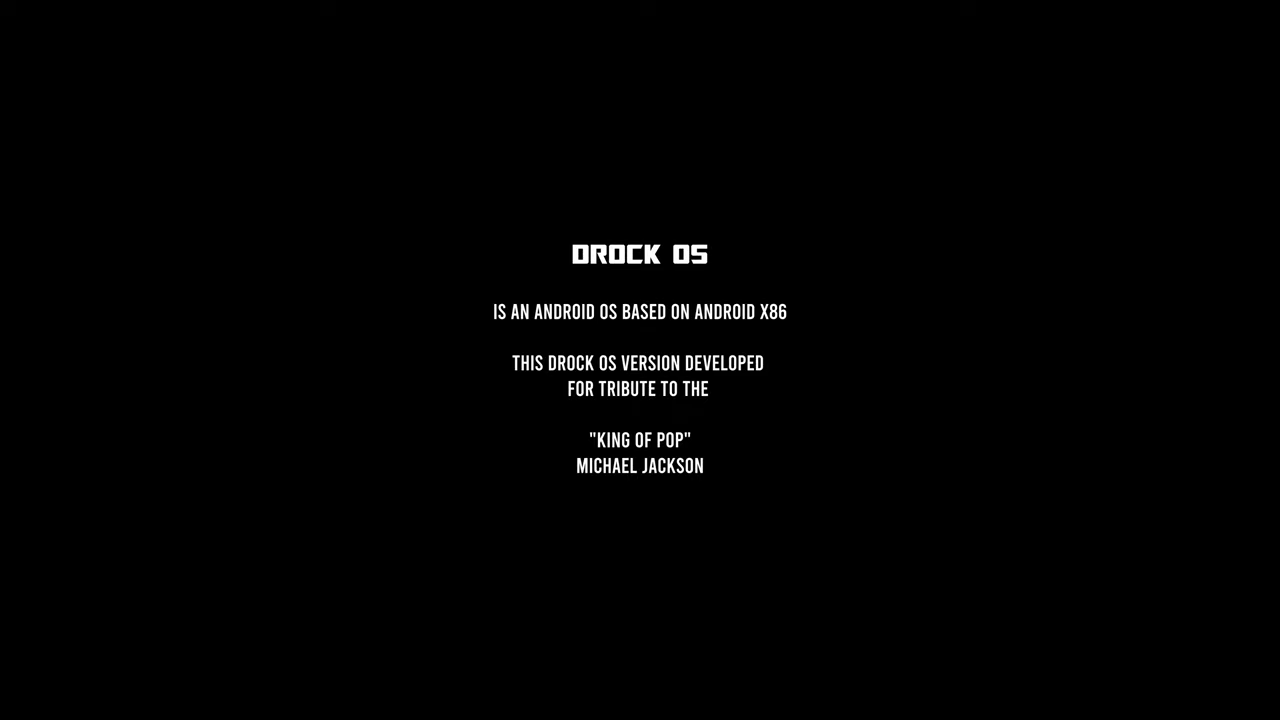 DROCK OS
IS AN ANDROID OS BASED ON ANDROID X86
THIS DROCK OS VERSION DEVELOPED
FOR TRIBUTE TO THE
"KING OF POP"
MICHAEL JACKSON